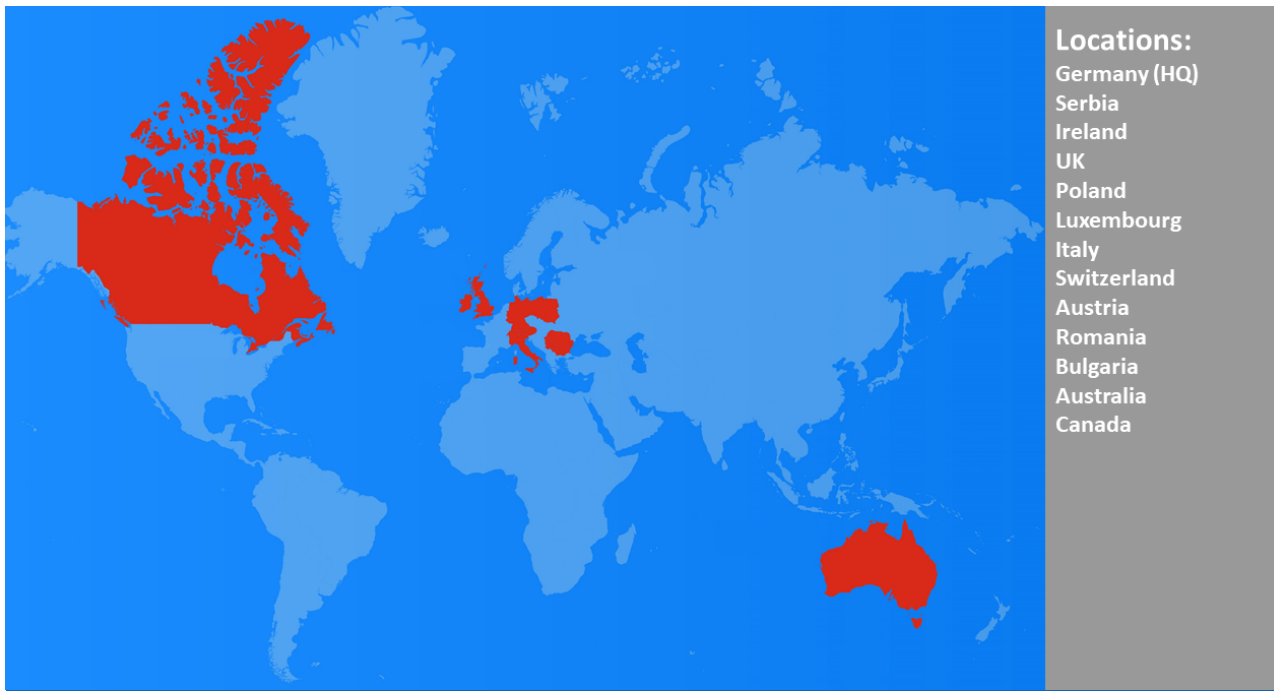 Locations:
Germany (HQ)
Serbia
Ireland
UK
Poland
Luxembourg
Italy
Switzerland
Austria
Romania
Bulgaria
Australia
Canada